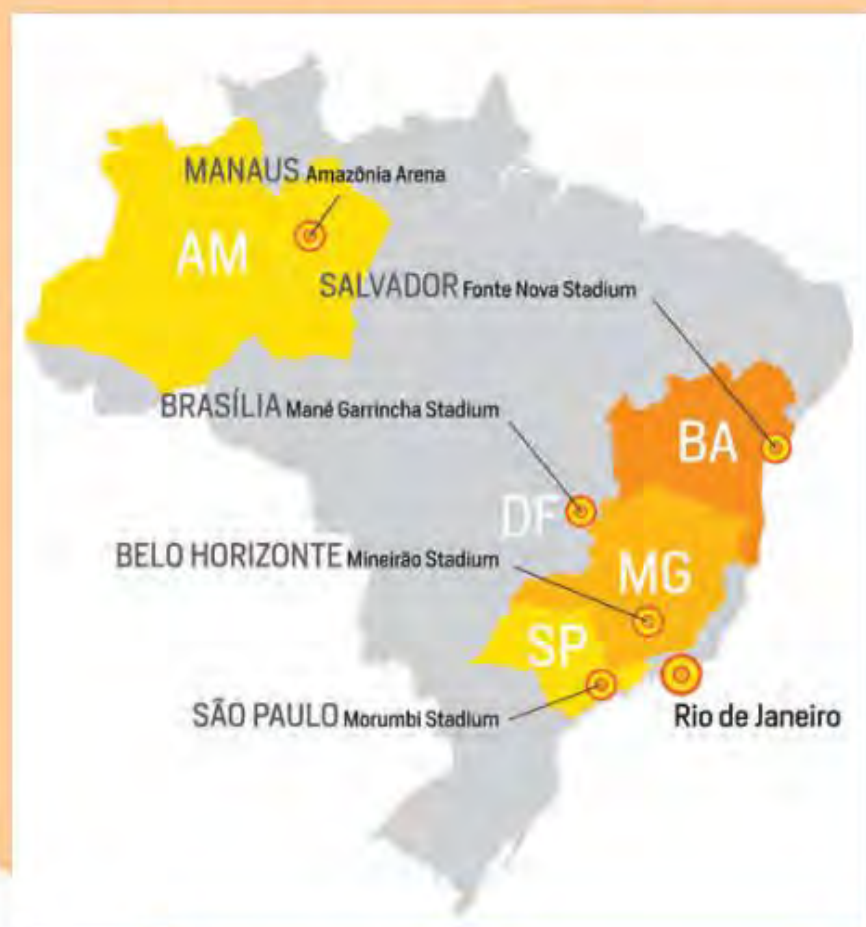 MANAUS Amazônia Arena
AM
SALVADOR Fonte Nova Stadium
BRASÍLIA Mané Garrincha Stadium
BA
DF
BELO HORIZONTE Mineirão Stadium
MG
SP
SÃO PAULO Morumbi Stadium
Rio de Janeiro